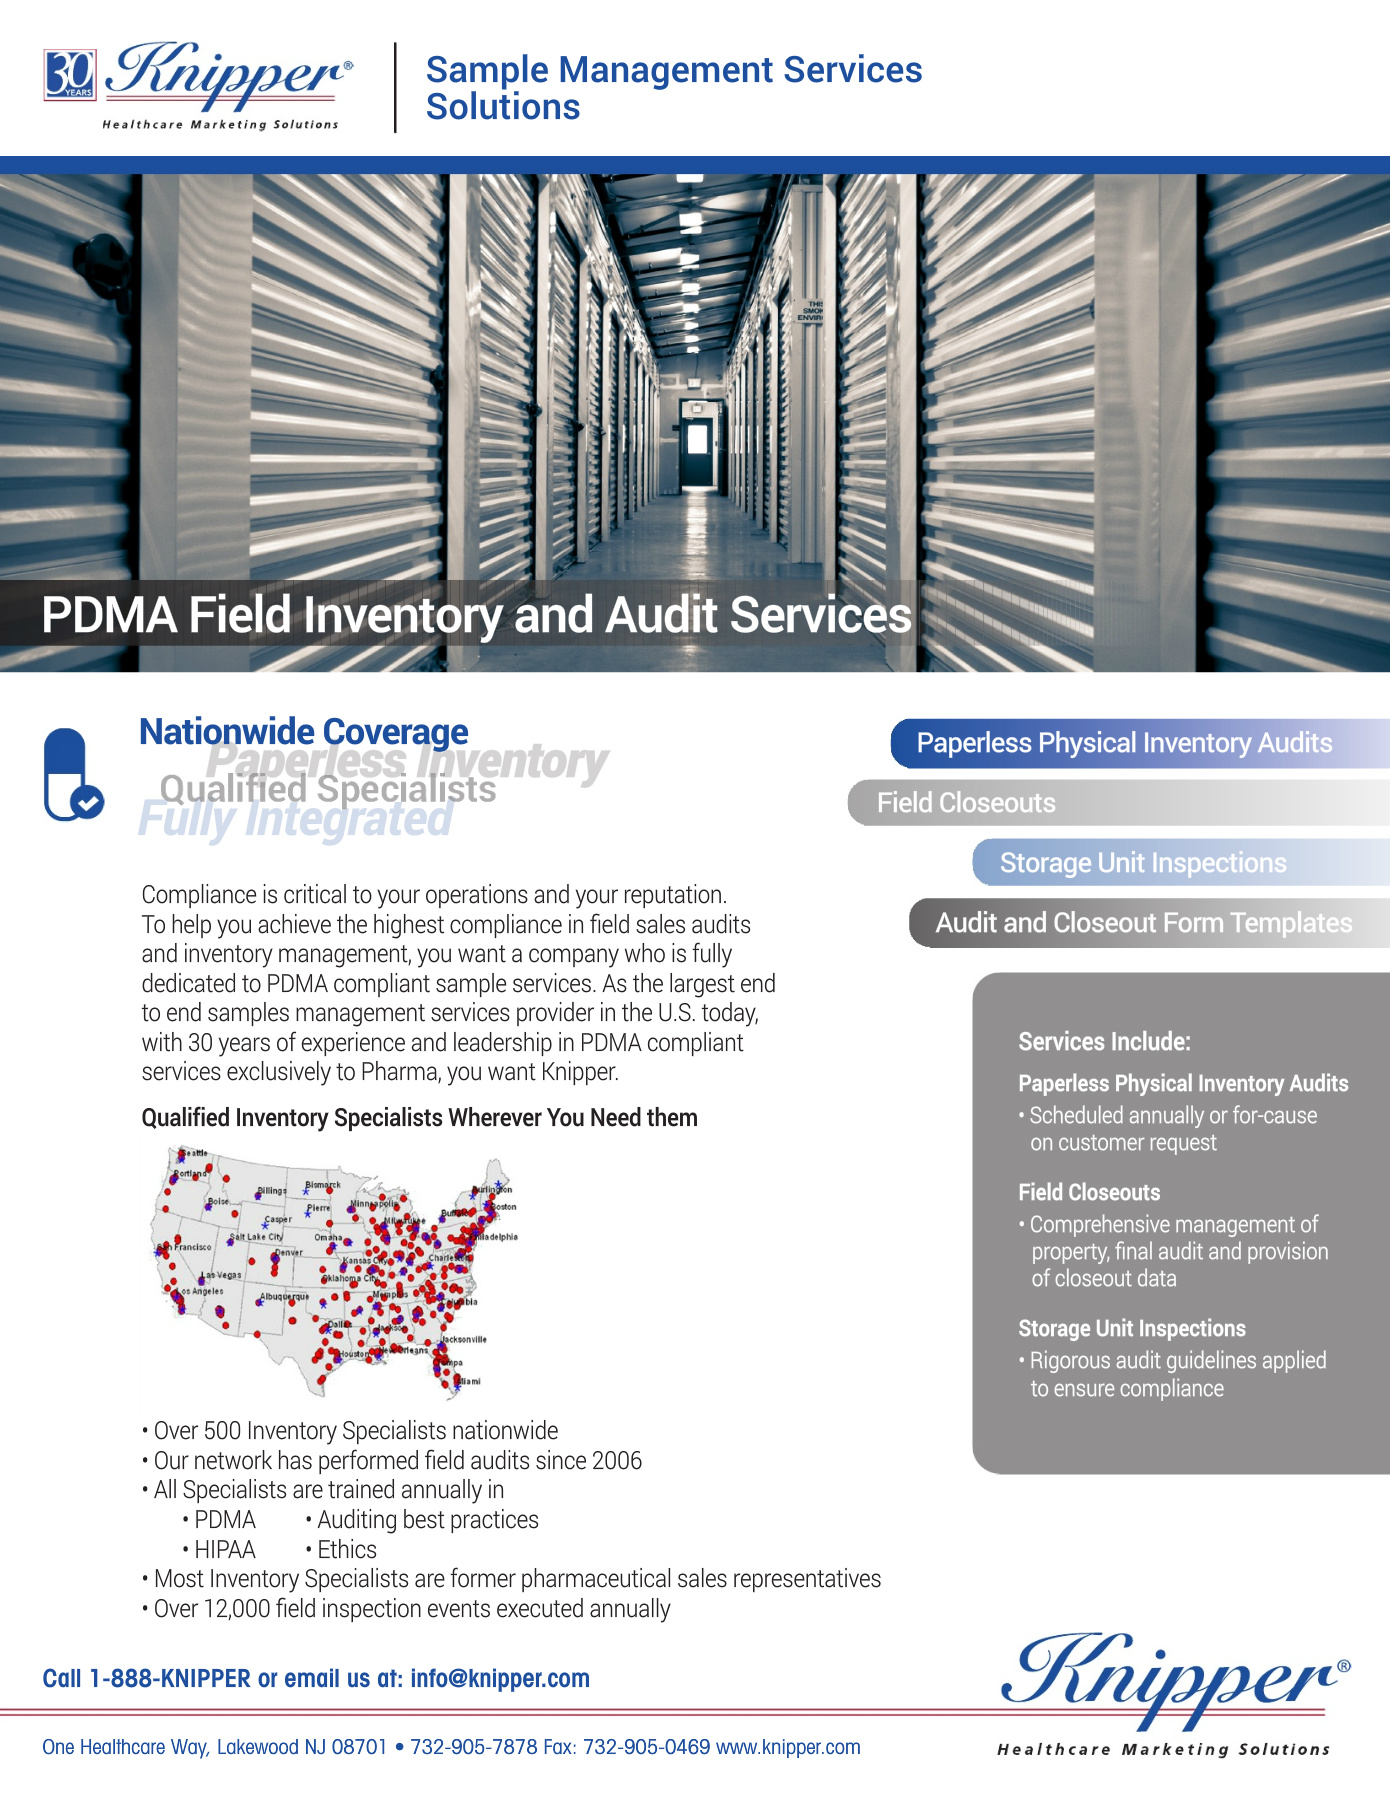 30
YEARS
Knipper®
Healthcare Marketing Solutions
Sample Management Services
Solutions
THIS
SMOK
ENVIR
PDMA Field Inventory and Audit Services
Nationwide Coverage
Paperless Inventory
Qualified Specialists
Fully Integrated
Compliance is critical to your operations and your reputation.
To help you achieve the highest compliance in field sales audits
and inventory management, you want a company who is fully
dedicated to PDMA compliant sample services. As the largest end
to end samples management services provider in the U.S. today,
with 30 years of experience and leadership in PDMA compliant
services exclusively to Pharma, you want Knipper.
Qualified Inventory Specialists Wherever You Need them
Seattle
Portland
Billings
Bismarck
Burlington
Boise
Pierre
Minneapolis
Boston
Casper
Milwaukee
Salt Lake City
Omaha
Philadelphia
San Francisco
Denver
Kansas City
Las Vegas
Oklahoma City
Los Angeles
Albuquerque
Memphis
Columbia
Dallas
Jackson
Jacksonville
Houston
New Orleans
Tampa
Miami
• Over 500 Inventory Specialists nationwide
• Our network has performed field audits since 2006
• All Specialists are trained annually in
• PDMA • Auditing best practices
• HIPAA • Ethics
• Most Inventory Specialists are former pharmaceutical sales representatives
• Over 12,000 field inspection events executed annually
Paperless Physical Inventory Audits
Field Closeouts
Storage Unit Inspections
Audit and Closeout Form Templates
Services Include:
Paperless Physical Inventory Audits
• Scheduled annually or for-cause
on customer request
Field Closeouts
• Comprehensive management of
property, final audit and provision
of closeout data
Storage Unit Inspections
• Rigorous audit guidelines applied
to ensure compliance
Call 1-888-KNIPPER or email us at: info@knipper.com
One Healthcare Way, Lakewood NJ 08701 • 732-905-7878 Fax: 732-905-0469 www.knipper.com
Knipper®
Healthcare Marketing Solutions